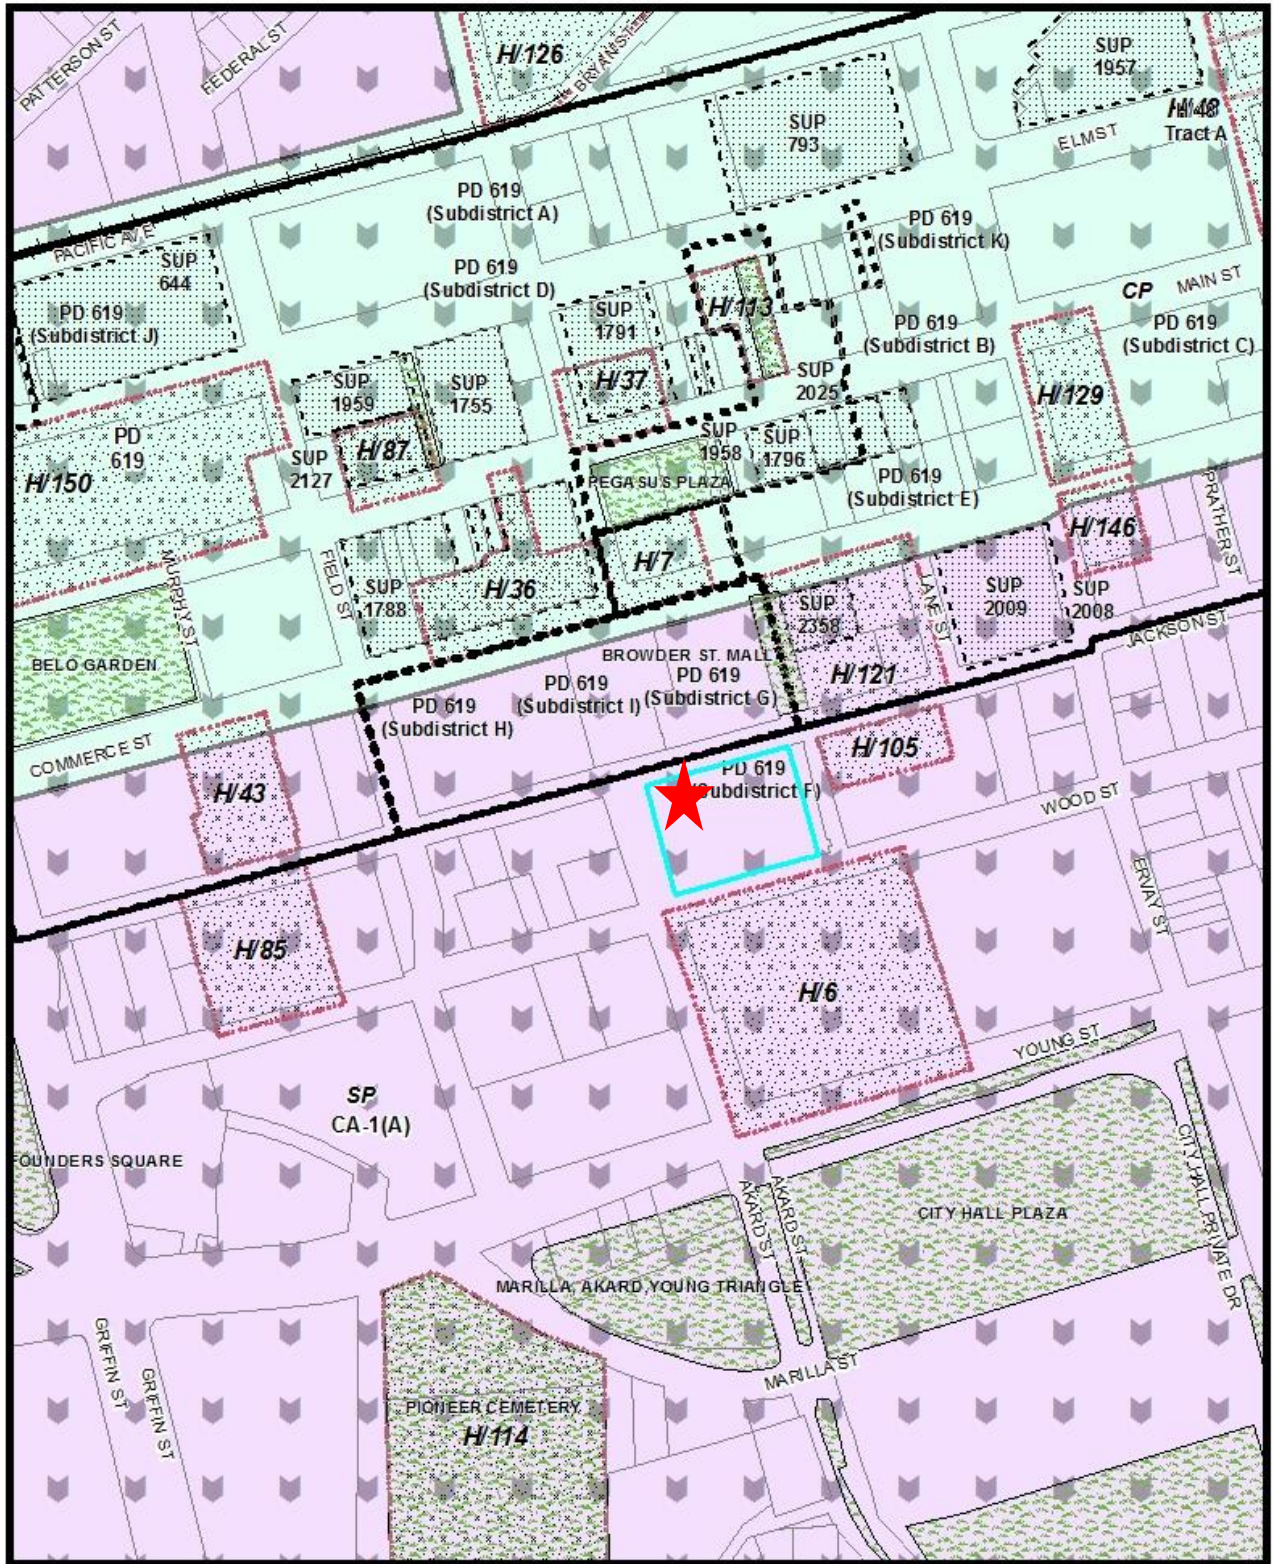 PATTERSON ST
FEDERAL ST
H/126
BRYAN ST
SUP
1957
SUP
793
H/48
Tract A
ELM ST
PD 619
(Subdistrict A)
PD 619
(Subdistrict K)
PACIFIC AVE
SUP
644
PD 619
(Subdistrict D)
CP
MAIN ST
PD 619
(Subdistrict J)
SUP
1791
H/113
PD 619
(Subdistrict B)
PD 619
(Subdistrict C)
SUP
1959
SUP
1755
H/37
SUP
2025
H/129
PD
619
H/87
SUP
1958
SUP
1796
H/150
SUP
2127
PEGASUS PLAZA
PD 619
(Subdistrict E)
PRATHER ST
H/146
MURPHY ST
FIELD ST
SUP
1788
H/36
H/7
SUP
2358
LANE ST
SUP
2009
SUP
2008
JACKSON ST
BELO GARDEN
BROWDER ST. MALL
PD 619
(Subdistrict H)
PD 619
(Subdistrict I)
PD 619
(Subdistrict G)
H/121
COMMERCE ST
H/43
PD 619
(Subdistrict F)
H/105
WOOD ST
ERVAY ST
H/85
H/6
YOUNG ST
SP
CA-1(A)
FOUNDERS SQUARE
CITY HALL PRIVATE DR
AKARD ST
AKARD ST
CITY HALL PLAZA
MARILLA, AKARD, YOUNG TRIANGLE
GRIFFIN ST
GRIFFIN ST
MARILLA ST
PIONEER CEMETERY
H/114